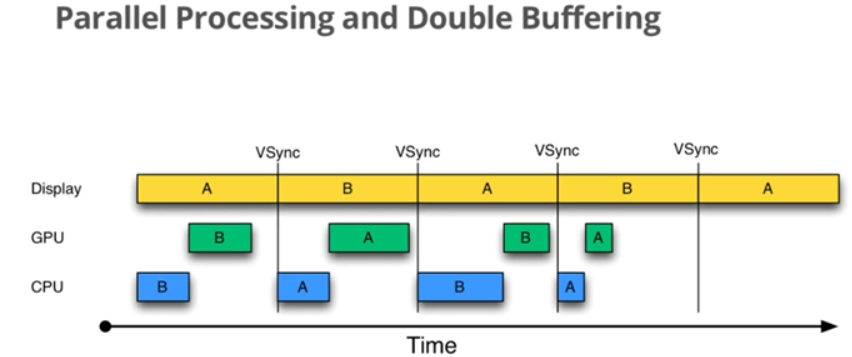 Parallel Processing and Double Buffering
VSync VSync VSync VSync
Display A B A B A
GPU B A B A
CPU B A B A
Time